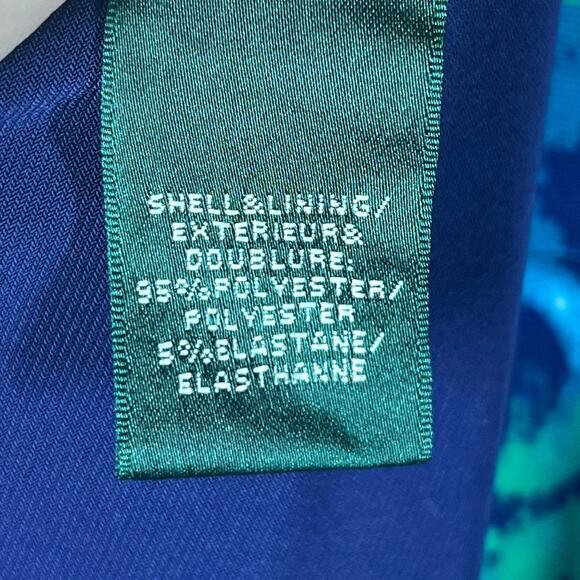 SHELL&LINING/
EXTERIEUR&
DOUBLURE:
95%POLYESTER/
POLYESTER
5%ELASTANE/
ELASTHANNE